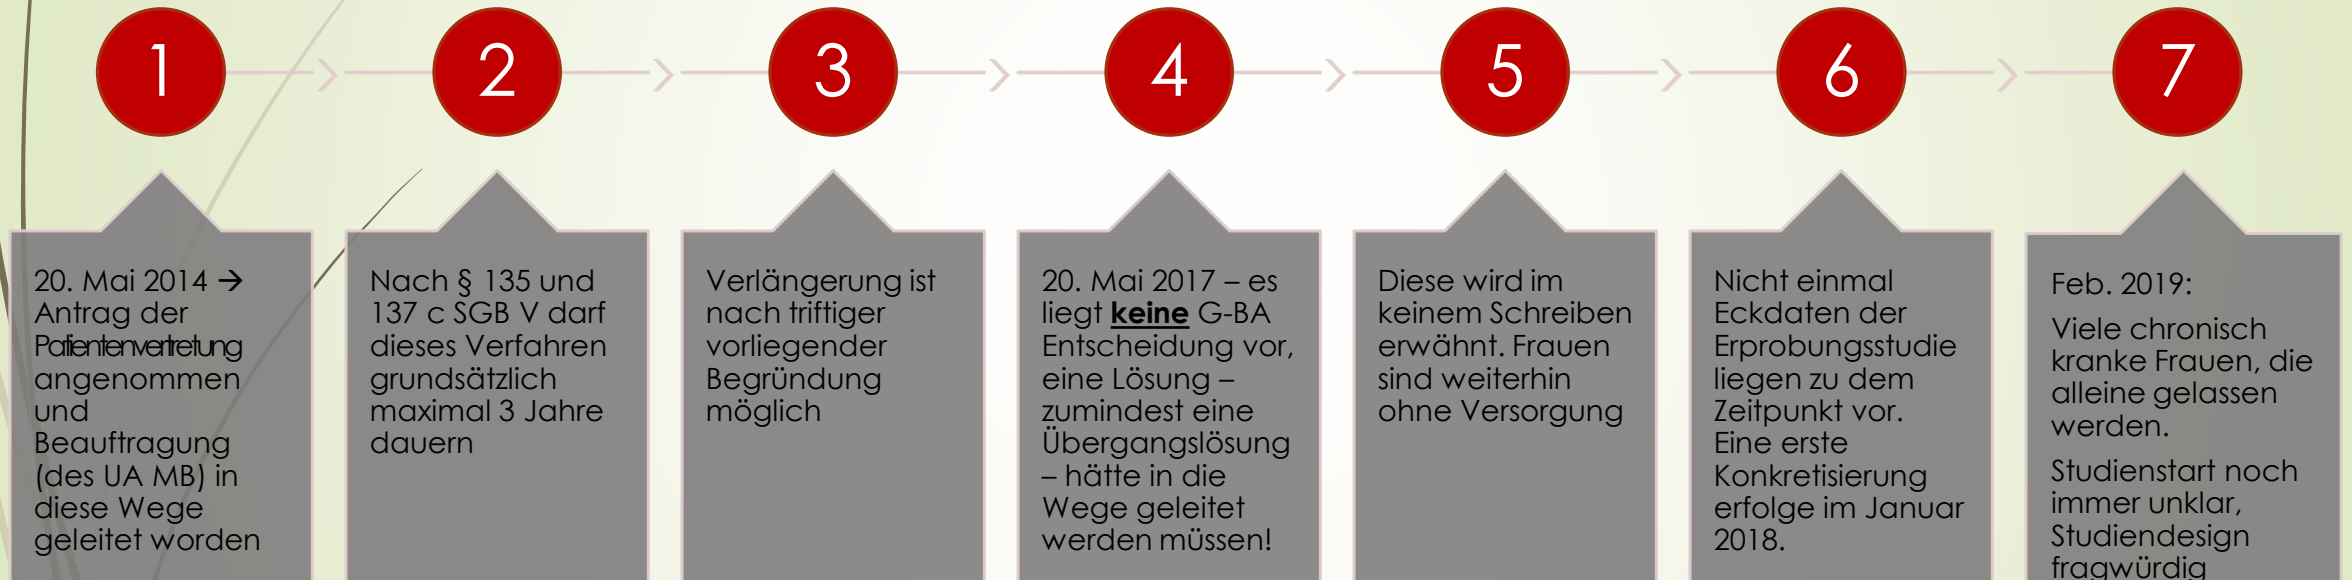 1
2
3
4
5
6
7
20. Mai 2014 →
Antrag der
Patientenvertretung
angenommen
und
Beauftragung
(des UA MB) in
diese Wege
geleitet worden
Nach § 135 und
137 c SGB V darf
dieses Verfahren
grundsätzlich
maximal 3 Jahre
dauern
Verlängerung ist
nach triftiger
vorliegender
Begründung
möglich
20. Mai 2017 – es
liegt keine G-BA
Entscheidung vor,
eine Lösung –
zumindest eine
Übergangslösung
– hätte in die
Wege geleitet
werden müssen!
Diese wird im
keinem Schreiben
erwähnt. Frauen
sind weiterhin
ohne Versorgung
Nicht einmal
Eckdaten der
Erprobungsstudie
liegen zu dem
Zeitpunkt vor.
Eine erste
Konkretisierung
erfolge im Januar
2018.
Feb. 2019:
Viele chronisch
kranke Frauen, die
alleine gelassen
werden.
Studienstart noch
immer unklar,
Studiendesign
fragwürdig